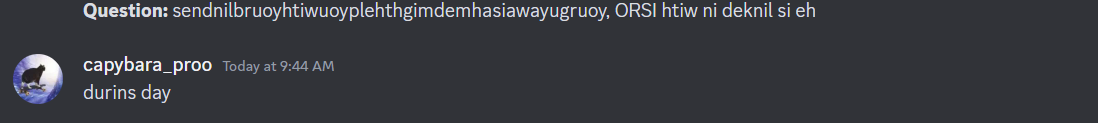 Question: sendnilbruoyhtiwuoyplehthgimdemhasiawayugruoy, ORSI htiw ni deknil si eh
capybara_proo Today at 9:44 AM
durins day